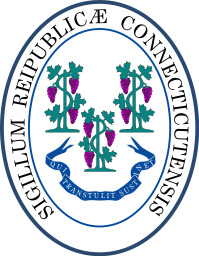 SIGILLUM REIPUBLICÆ CONNECTICUTENSIS
QUI TRANSTULIT SUSTINET